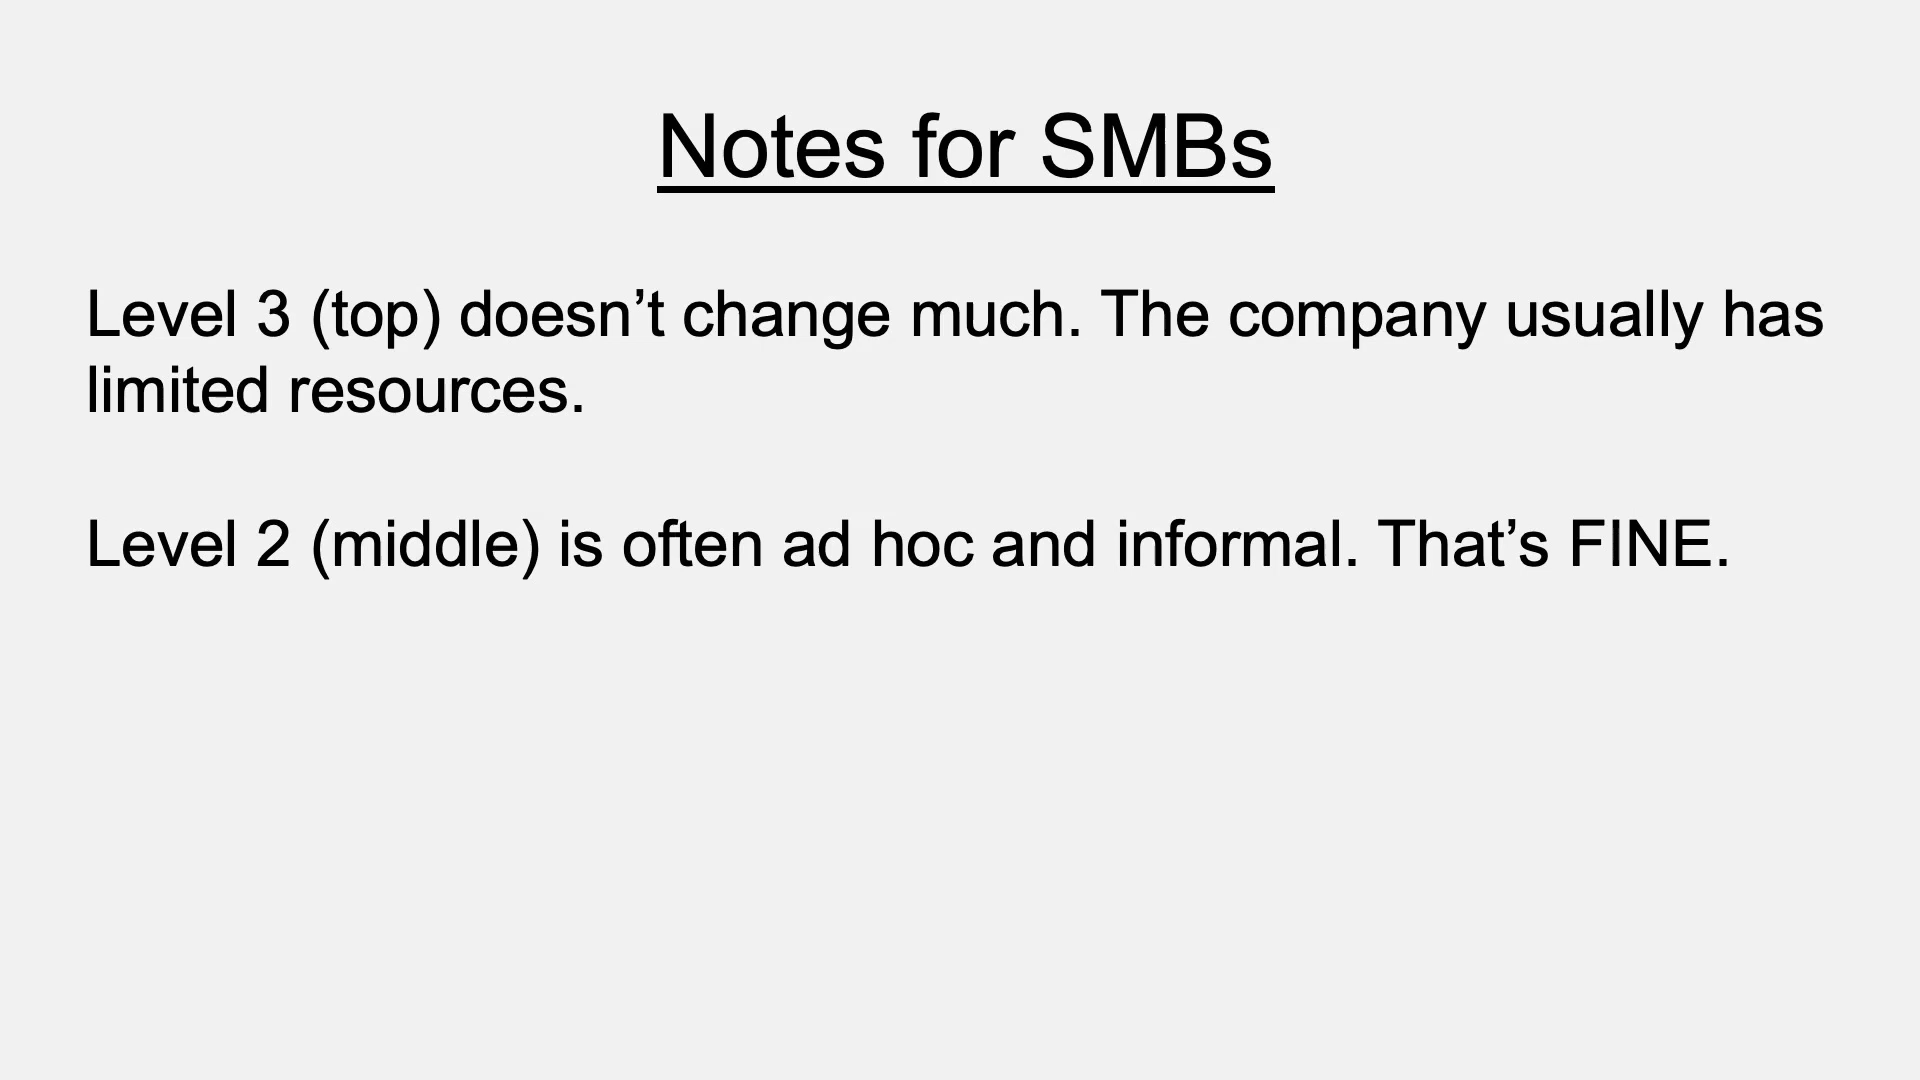 Notes for SMBs
Level 3 (top) doesn’t change much. The company usually has
limited resources.
Level 2 (middle) is often ad hoc and informal. That’s FINE.